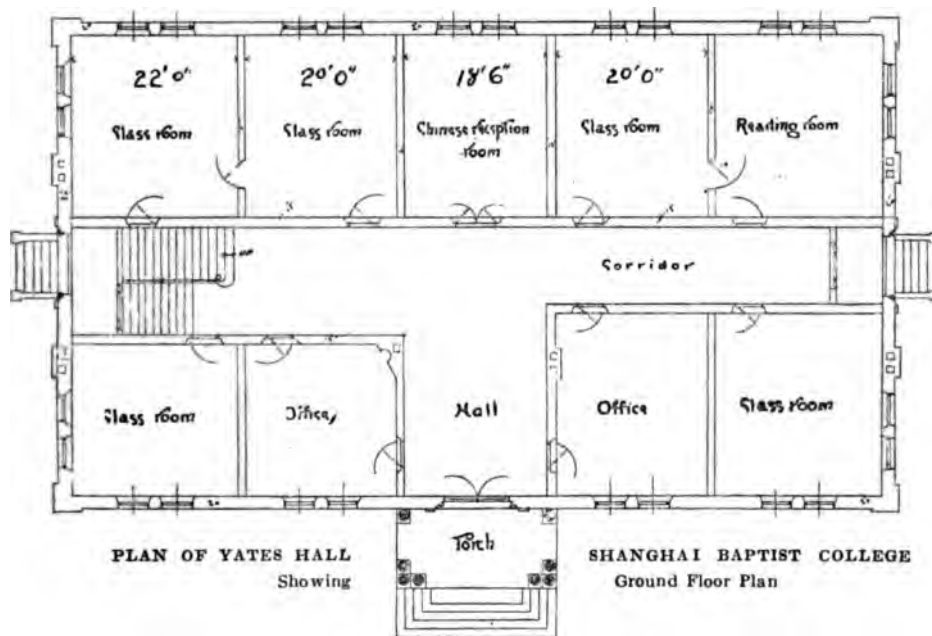 22'0" 20'0" 18'6" 20'0"
Class room Class room Chinese reception room Class room Reading room
Corridor
Class room Office Hall Office Class room
Porch
PLAN OF YATES HALL SHANGHAI BAPTIST COLLEGE
Showing Ground Floor Plan